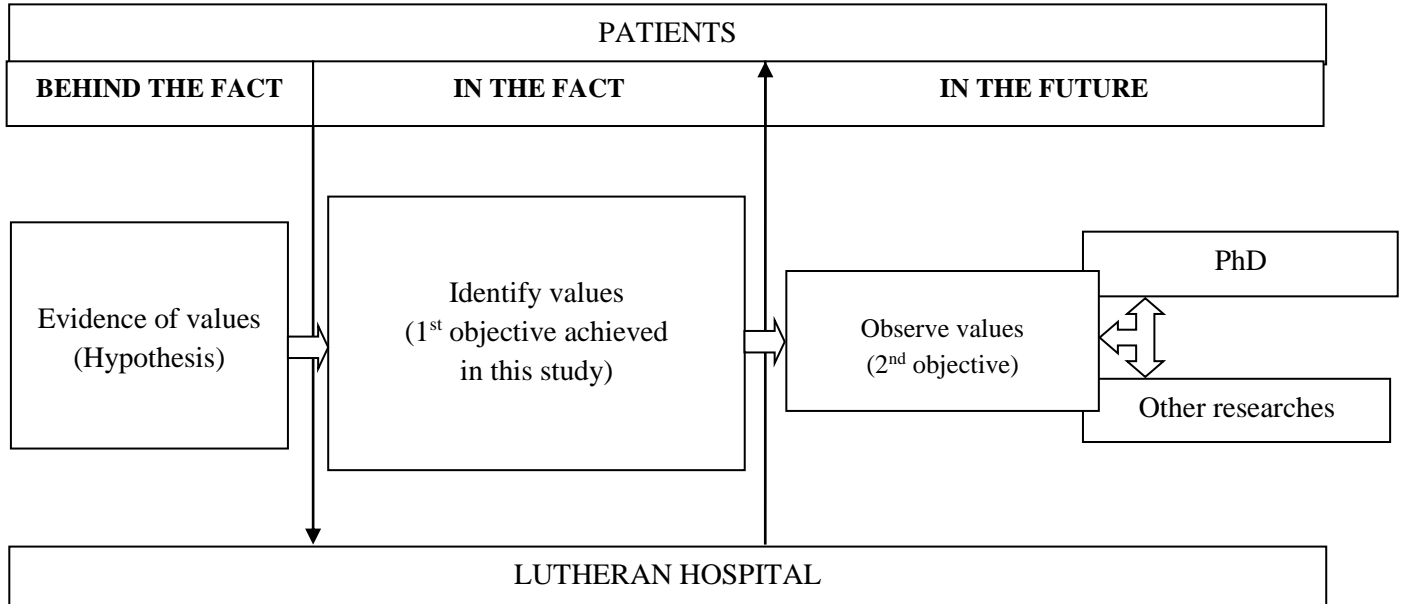 PATIENTS
BEHIND THE FACT
IN THE FACT
IN THE FUTURE
Evidence of values
(Hypothesis)
Identify values
(1st objective achieved
in this study)
Observe values
(2nd objective)
PhD
Other researches
LUTHERAN HOSPITAL